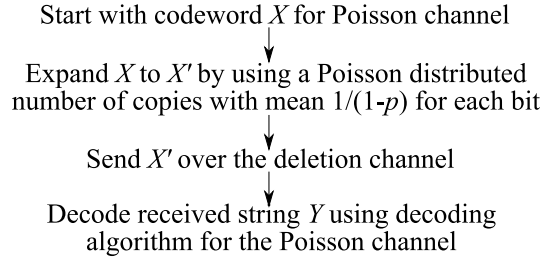 Start with codeword X for Poisson channel
Expand X to X′ by using a Poisson distributed
number of copies with mean 1/(1-p) for each bit
Send X′ over the deletion channel
Decode received string Y using decoding
algorithm for the Poisson channel